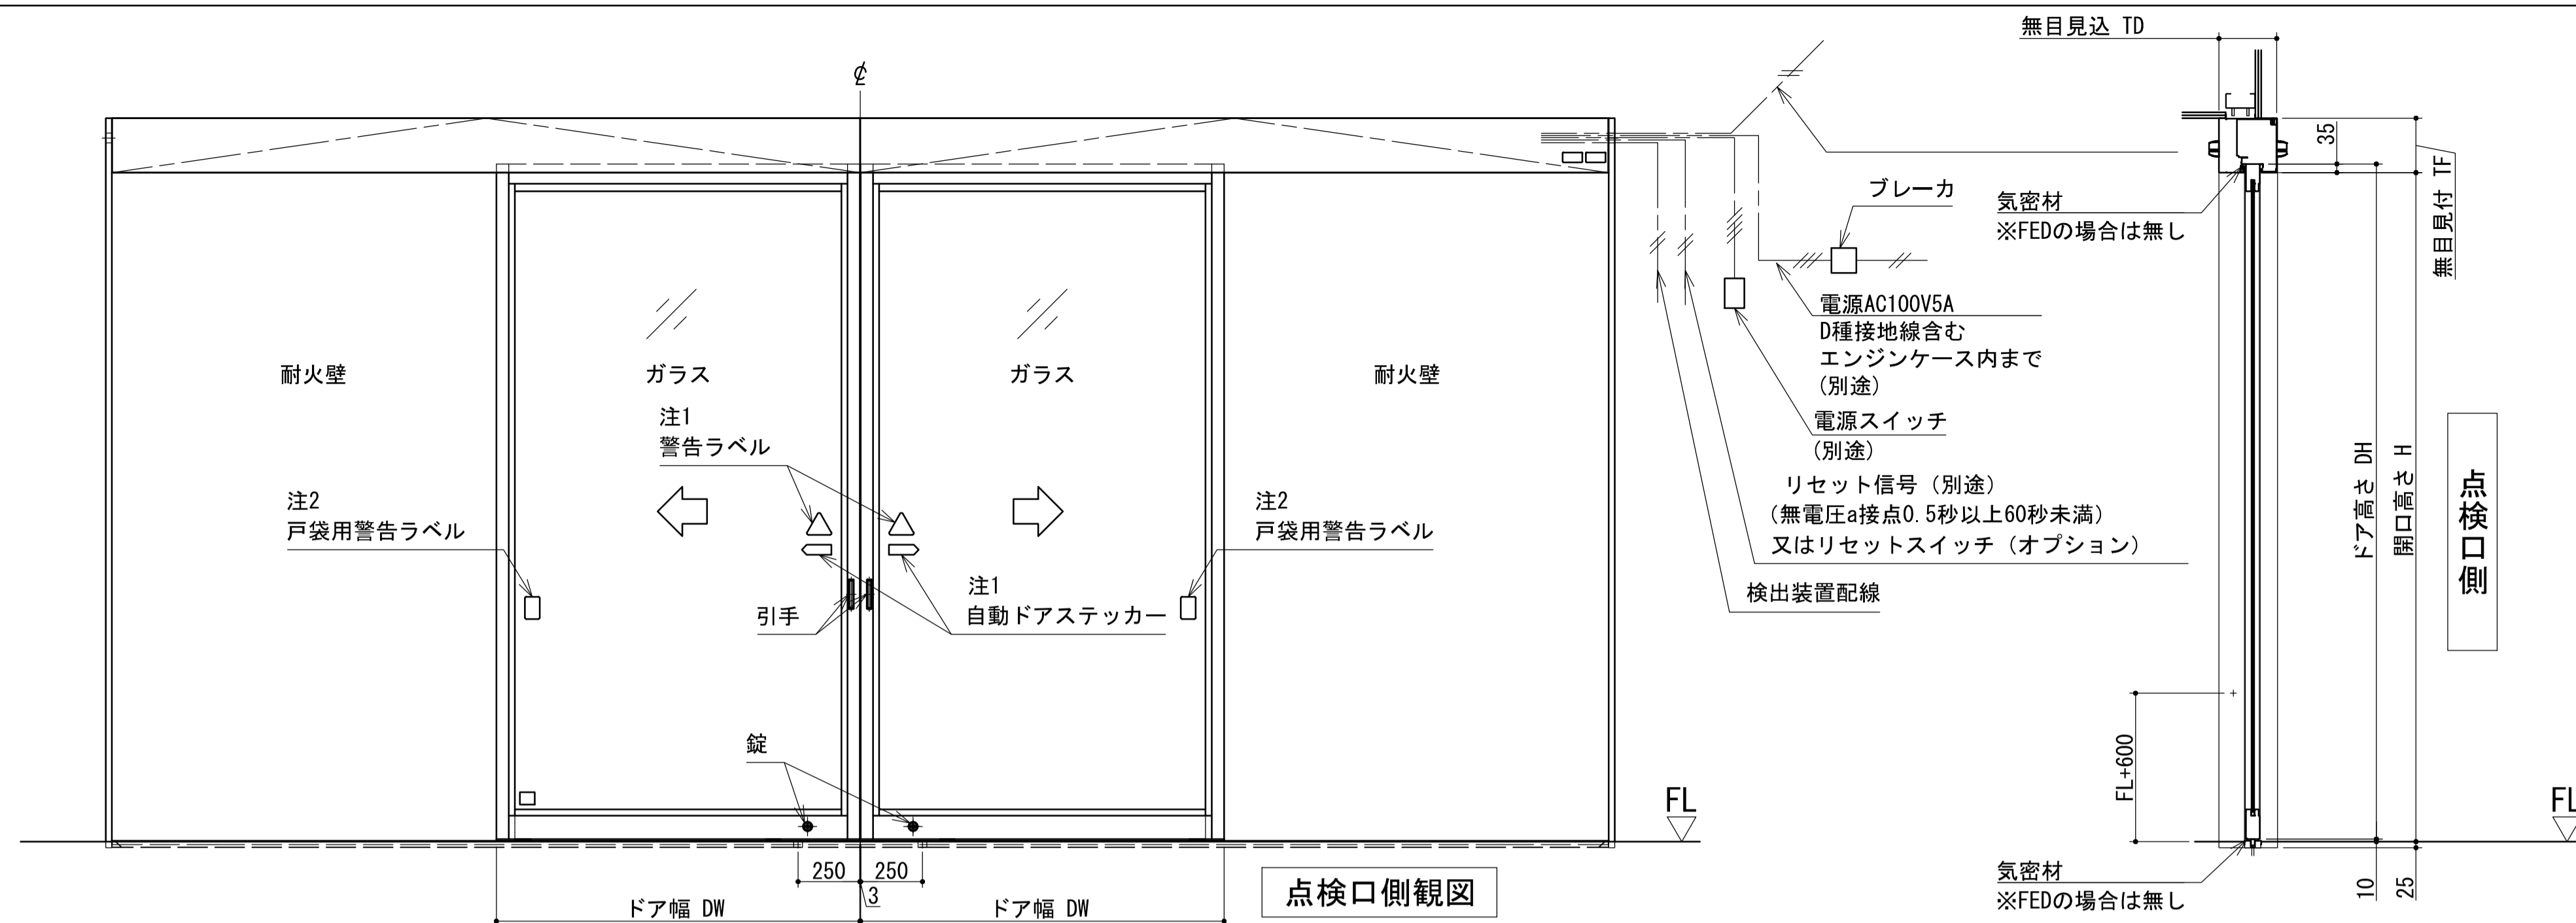 無目見込 TD
℄
35
無目見付 TF
ブレーカ
気密材
※FEDの場合は無し
電源AC100V5A
D種接地線含む
エンジンケース内まで
(別途)
電源スイッチ
(別途)
リセット信号（別途）
（無電圧a接点0.5秒以上60秒未満）
又はリセットスイッチ（オプション）
検出装置配線
耐火壁
ガラス
ガラス
耐火壁
注1
警告ラベル
注2
戸袋用警告ラベル
注2
戸袋用警告ラベル
注1
自動ドアステッカー
引手
錠
ドア高さ DH
開口高さ H
点検口側
FL+600
FL
FL
250
250
3
点検口側観図
ドア幅 DW
ドア幅 DW
気密材
※FEDの場合は無し
10
25